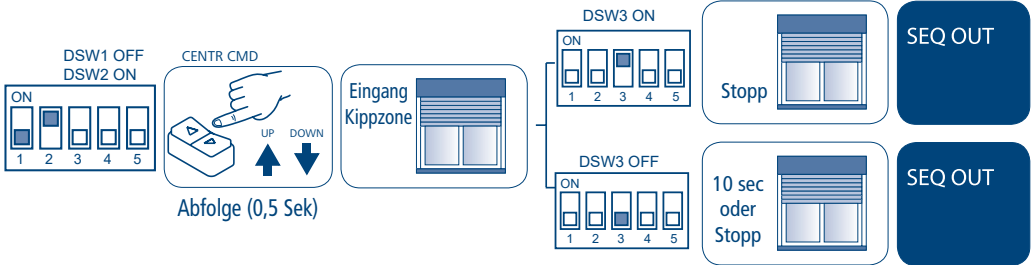 DSW1 OFF
DSW2 ON
ON
1 2 3 4 5
CENTR CMD
UP DOWN
Abfolge (0,5 Sek)
Eingang
Kippzone
DSW3 ON
ON
1 2 3 4 5
Stopp
SEQ OUT
DSW3 OFF
ON
1 2 3 4 5
10 sec
oder
Stopp
SEQ OUT